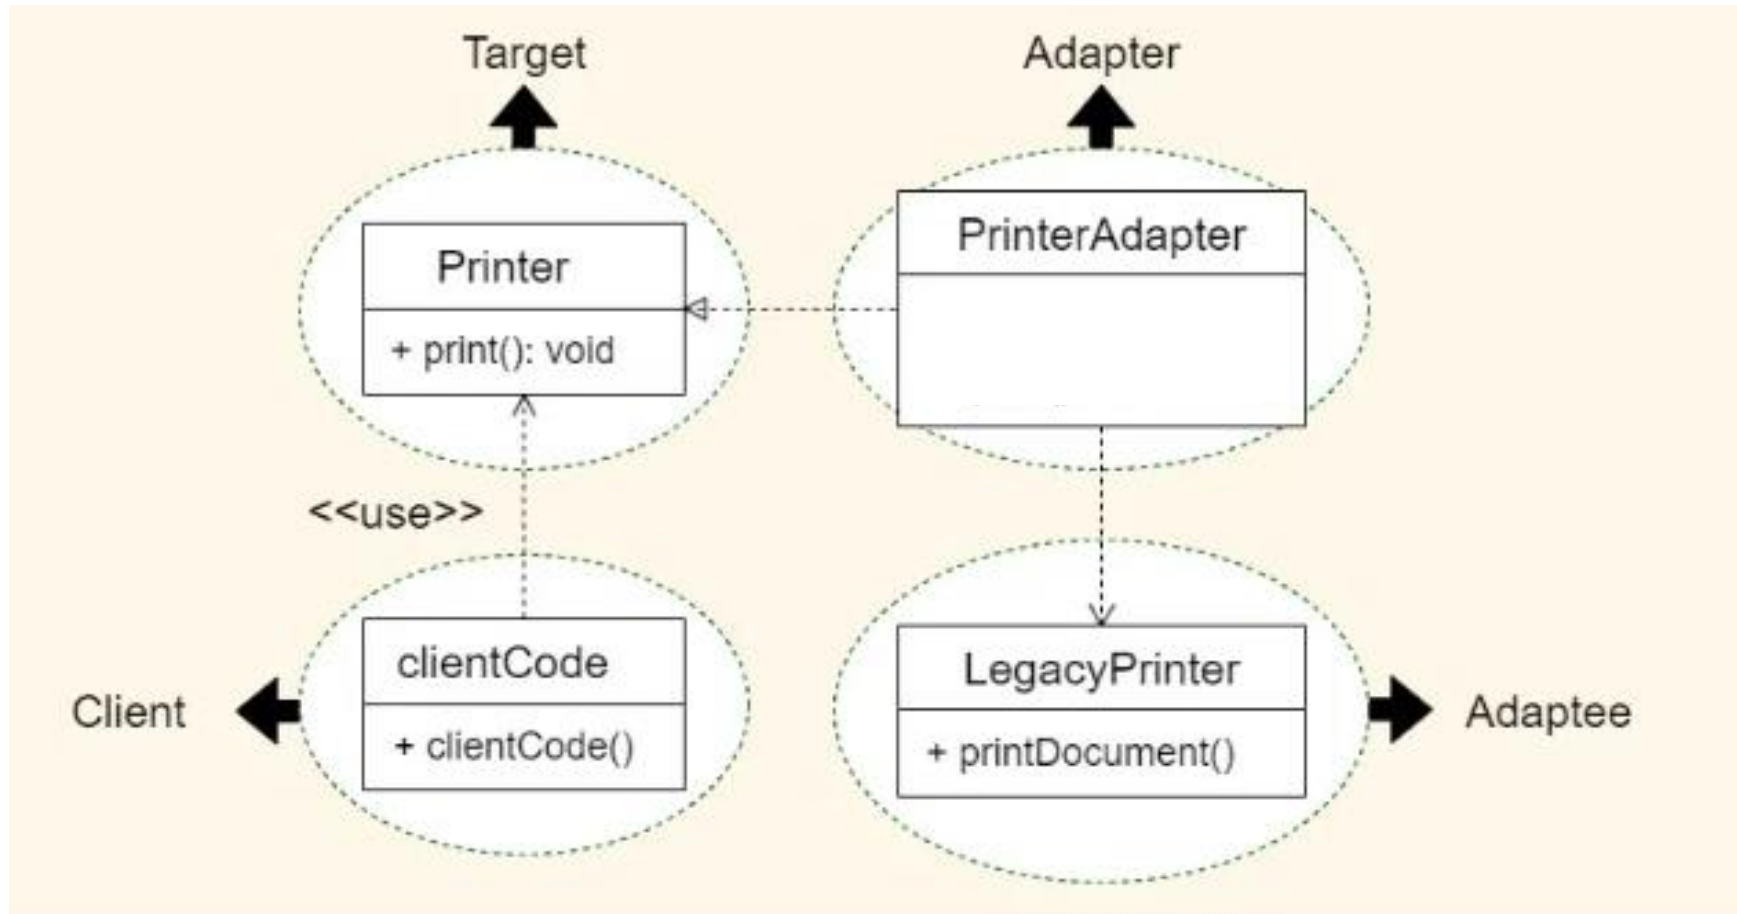 Target
Adapter
Printer
+ print(): void
PrinterAdapter
<<use>>
clientCode
+ clientCode()
Client
LegacyPrinter
+ printDocument()
Adaptee